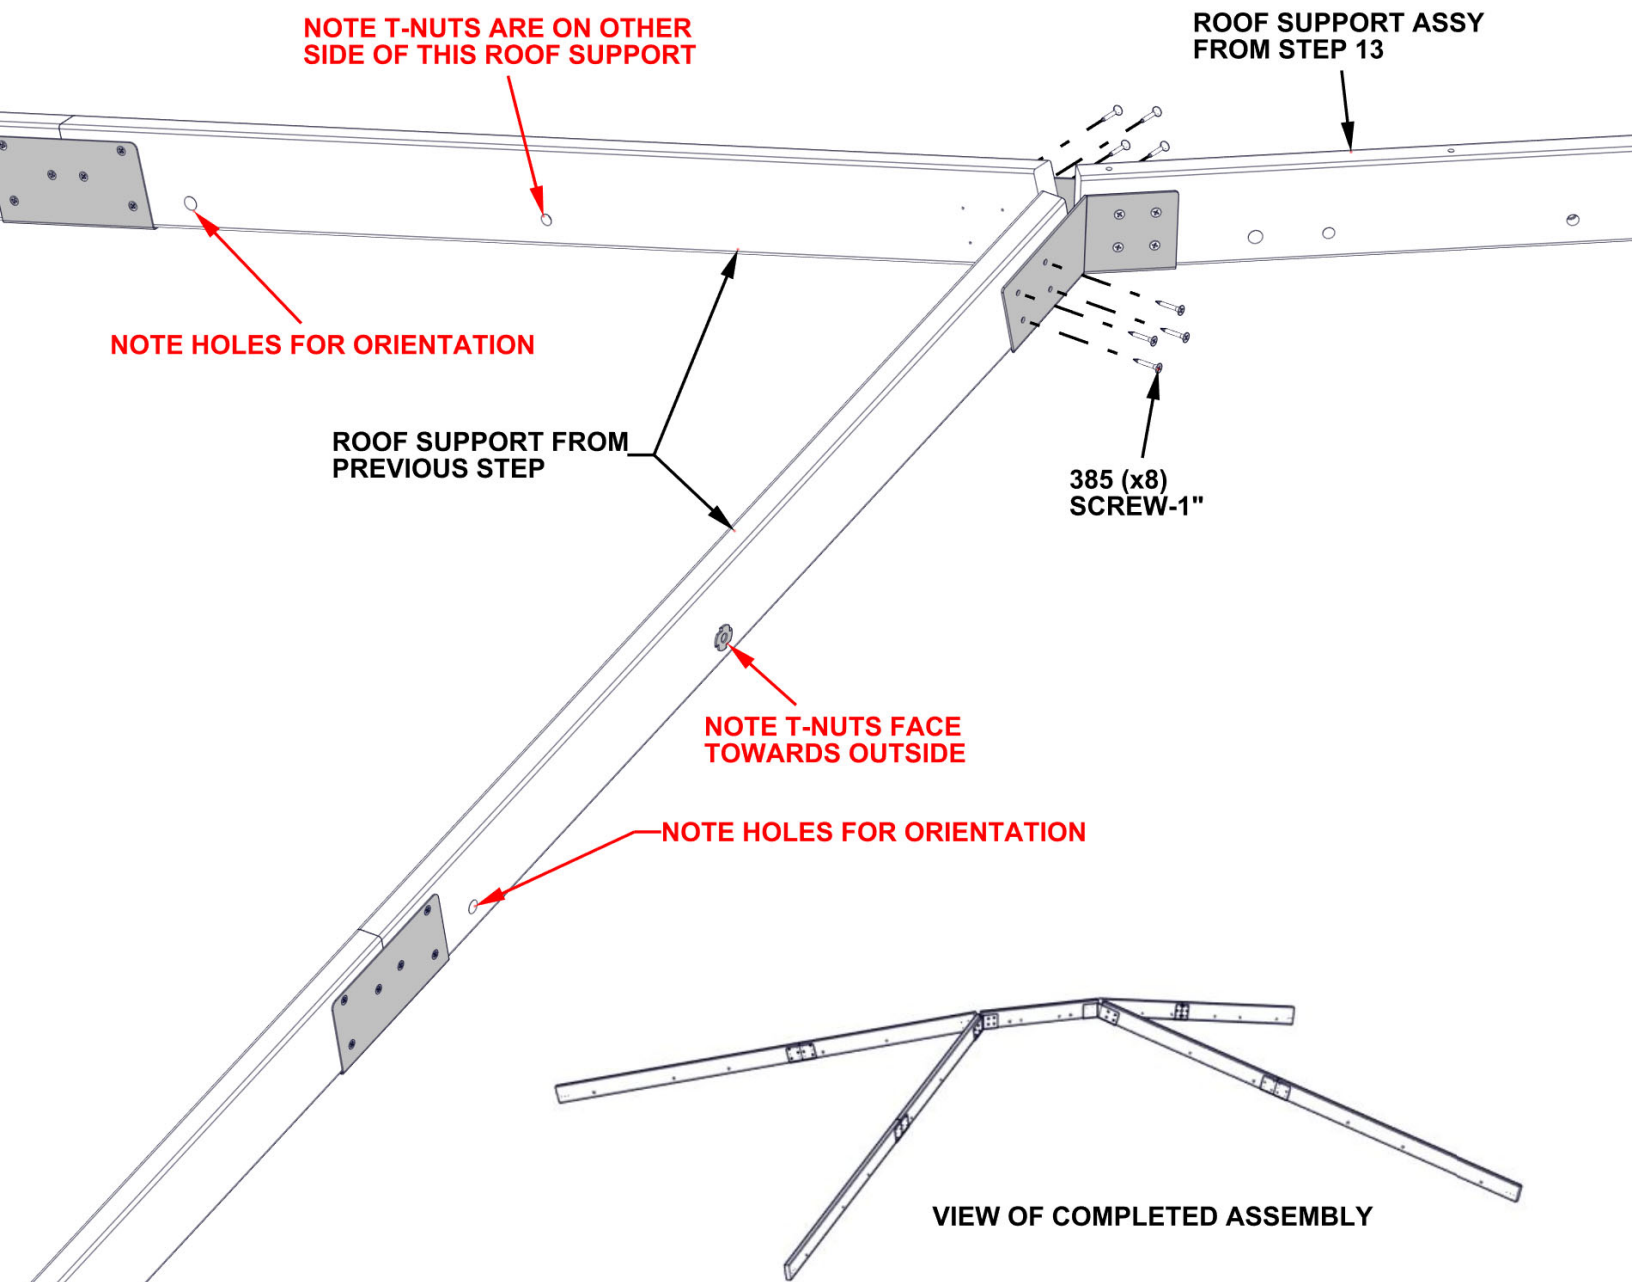 NOTE T-NUTS ARE ON OTHER
SIDE OF THIS ROOF SUPPORT
ROOF SUPPORT ASSY
FROM STEP 13
NOTE HOLES FOR ORIENTATION
ROOF SUPPORT FROM
PREVIOUS STEP
385 (x8)
SCREW-1"
NOTE T-NUTS FACE
TOWARDS OUTSIDE
NOTE HOLES FOR ORIENTATION
VIEW OF COMPLETED ASSEMBLY